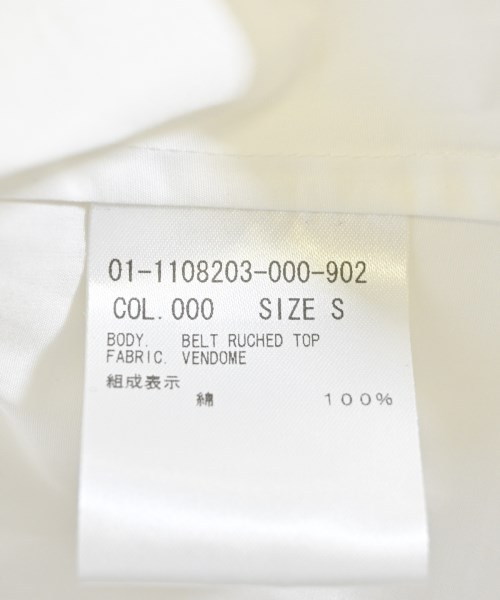 01-1108203-000-902
COL.000 SIZE S
BODY. BELT RUCHED TOP
FABRIC. VENDOME
組成表示
綿 100%